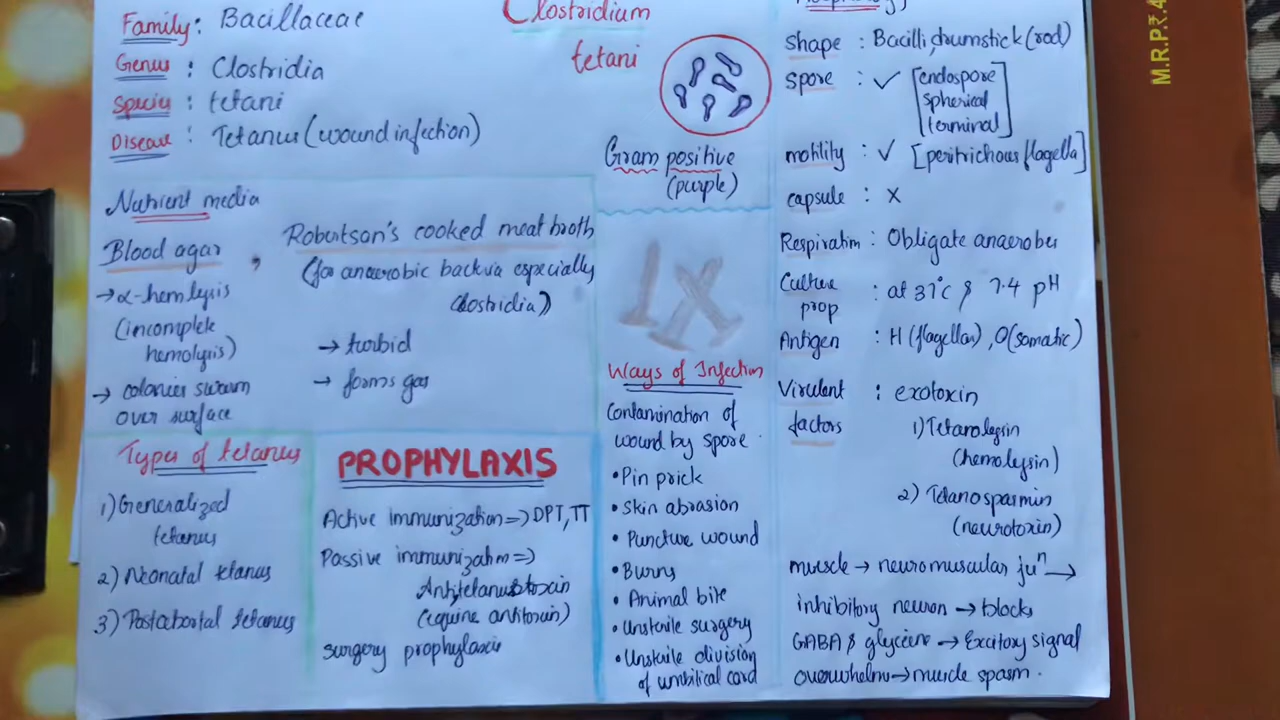 Family : Bacillaceae
Genus : Clostridia
Species : tetani
Disease : Tetanus (wound infection)
Clostridium
tetani
Gram positive
(purple)
Nutrient media
Blood agar ,
→ α-hemlysis
(incomplete
hemolysis)
→ colonies swarm
over surface
Robertson's cooked meat broth
(for anaerobic bacteria especially
Clostridia)
→ turbid
→ forms gas
Types of tetanus
1) Generalized
tetanus
2) Neonatal tetanus
3) Postabortal tetanus
PROPHYLAXIS
Active immunization => DPT, TT
Passive immunization =>
(equine antitoxin)
surgery prophylaxis
Ways of Infection
Contamination of
wound by spore.
• Pin prick
• Skin abrasion
• Puncture wound
• Burns
• Animal bite
• Unsterile surgery
• Unsterile division
of umbilical cord
shape : Bacilli, drumstick (rod)
spore : ✓ [endospore
spherical
terminal]
motility : ✓ [peritrichous flagella]
capsule : x
Respiration : Obligate anaerobes
Culture
prop : at 37°c & 7.4 pH
Antigen : H (flagellar), O (somatic)
Virulent
factors : exotoxin
1) Tetanolysin
(hemolysin)
2) Tetanospasmin
(neurotoxin)
muscle → neuromuscular juⁿ →
inhibitory neuron → blocks
GABA & glycine → Excitory signal
overwhelms → muscle spasm.
M.R.P.₹.4